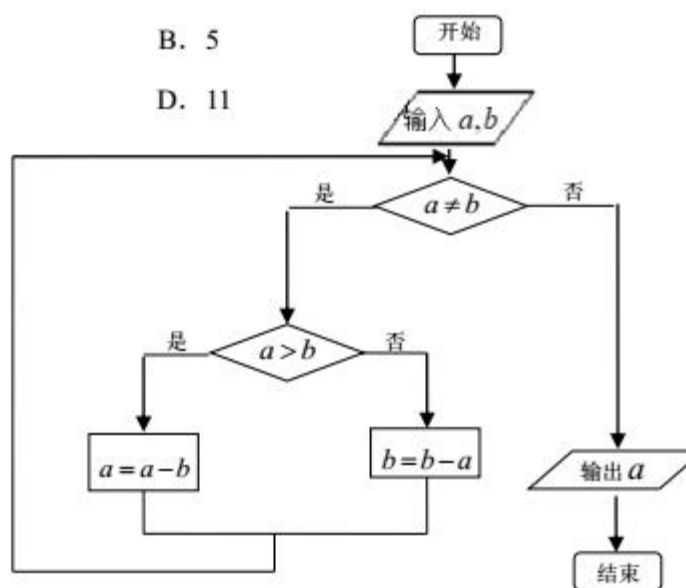 B. 5
D. 11
开始
输入 a,b
a≠b
是
否
a>b
是
否
a=a−b
b=b−a
输出 a
结束